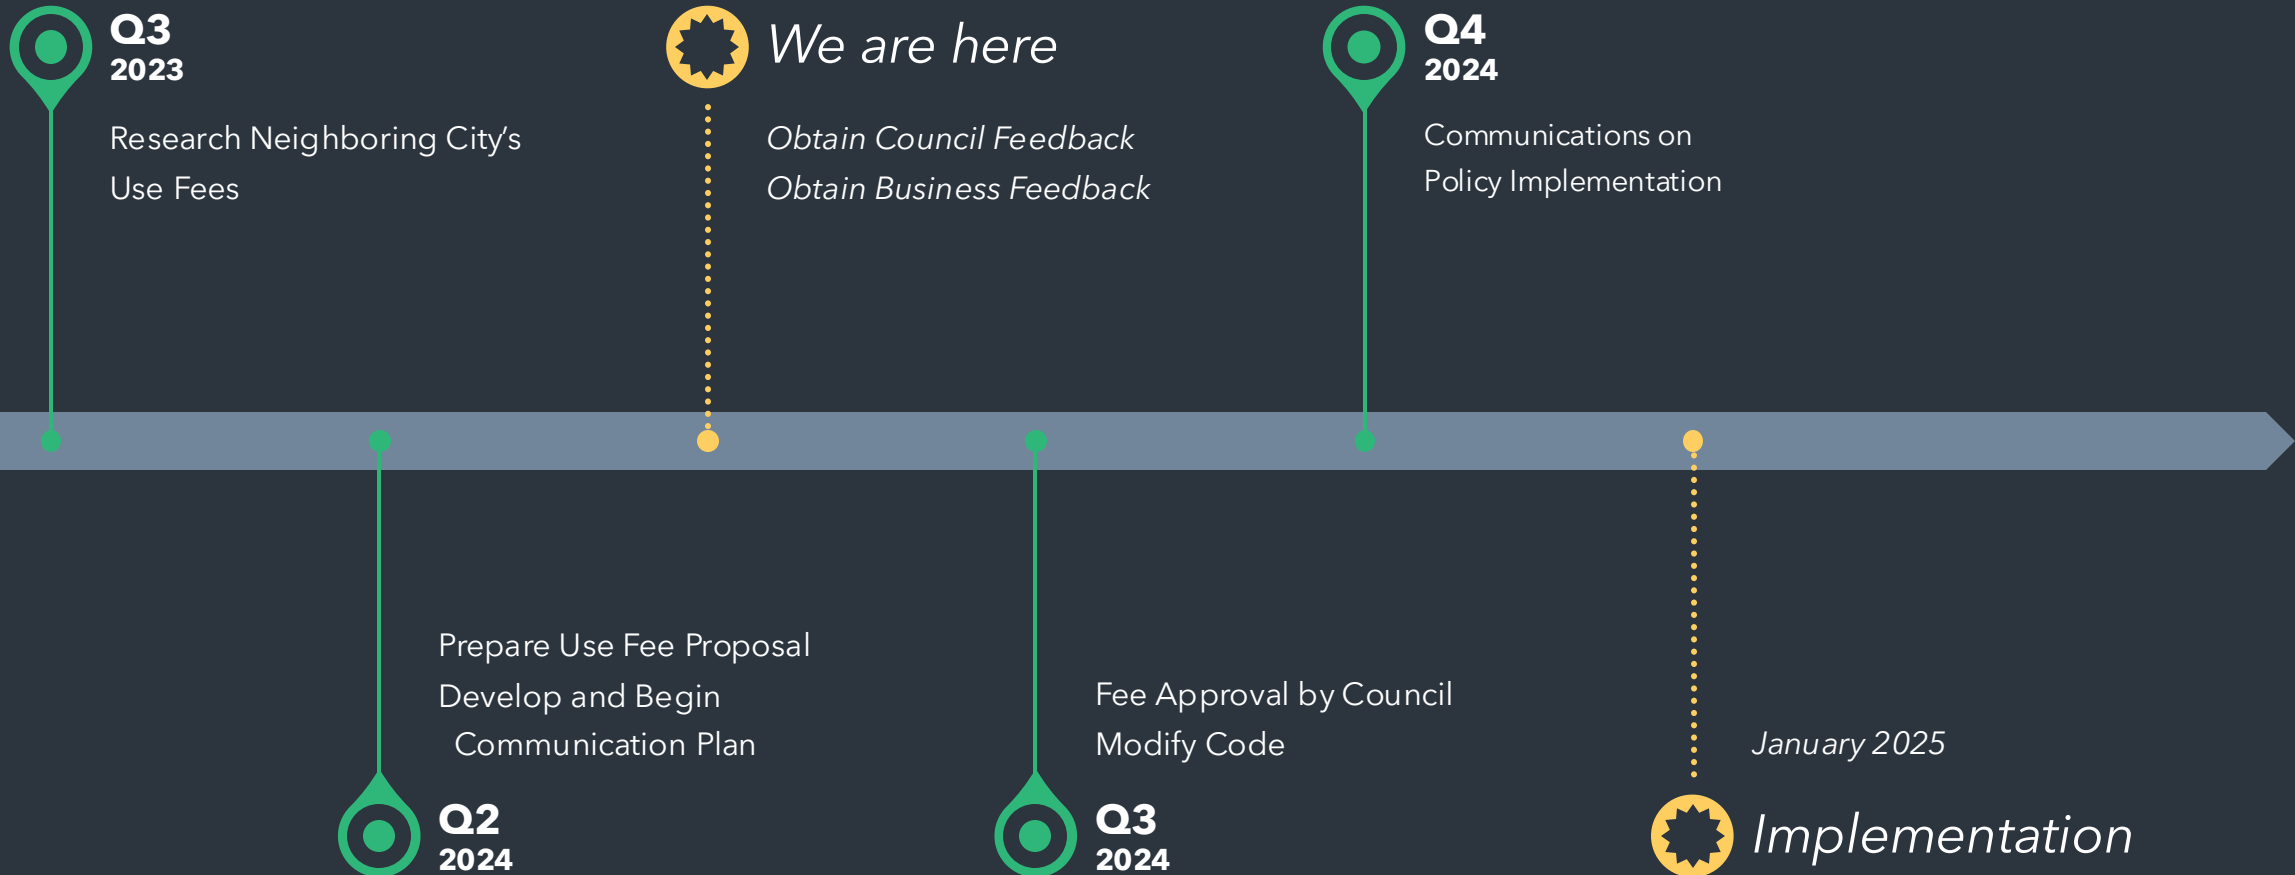 Q3
2023
Research Neighboring City’s
Use Fees
We are here
Obtain Council Feedback
Obtain Business Feedback
Q4
2024
Communications on
Policy Implementation
Prepare Use Fee Proposal
Develop and Begin
Communication Plan
Q2
2024
Fee Approval by Council
Modify Code
Q3
2024
January 2025
Implementation